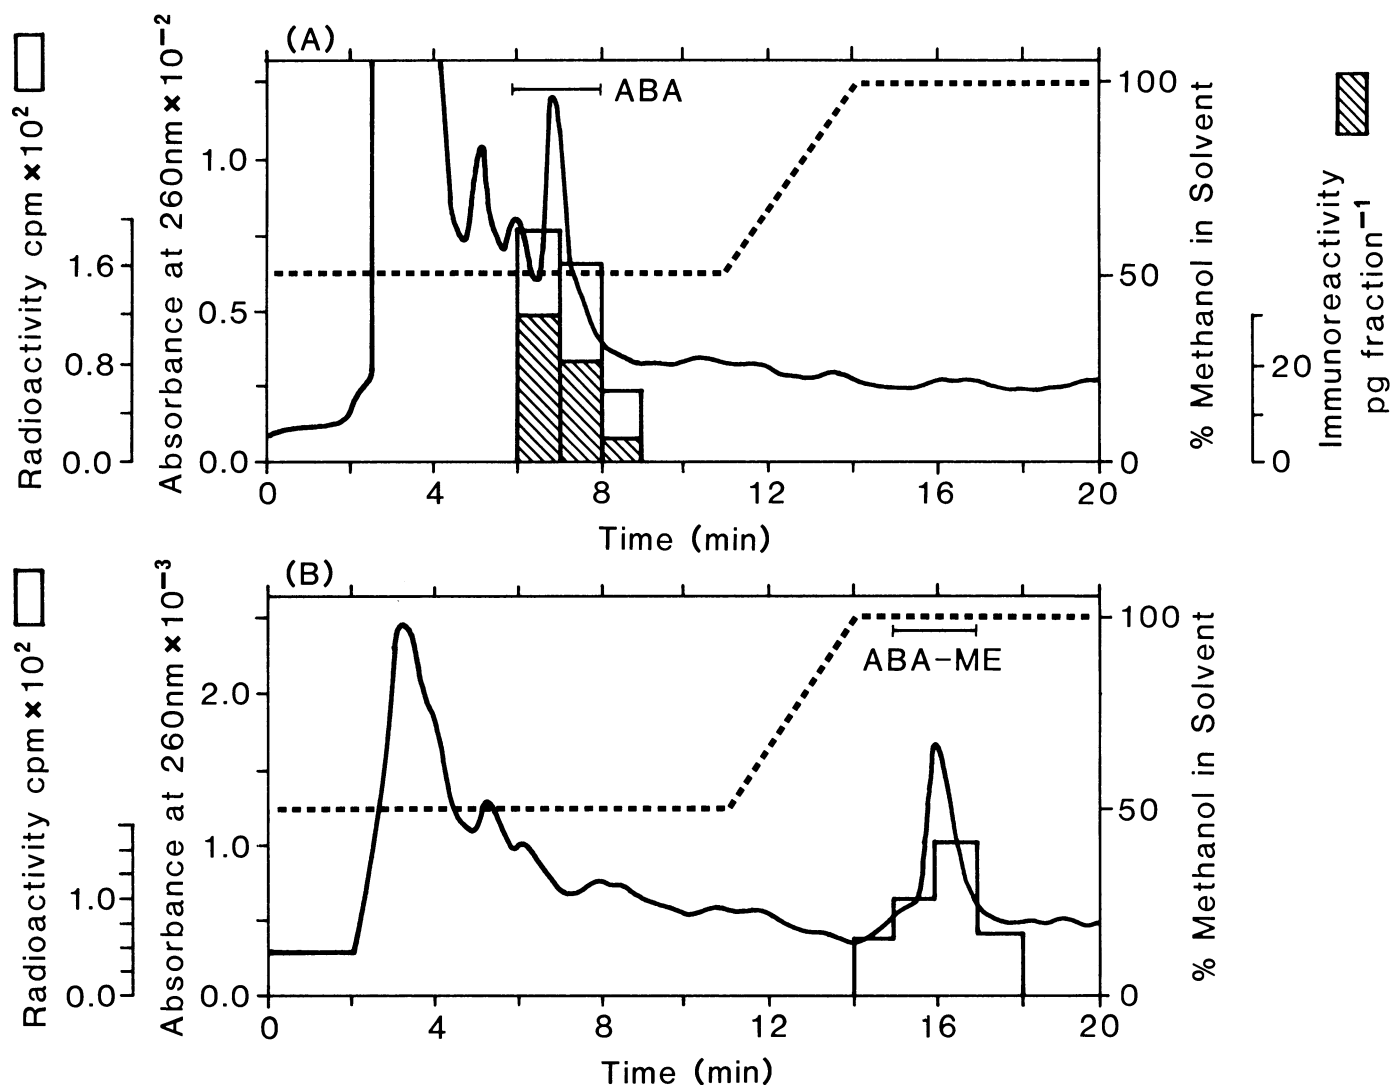 (A)
Radioactivity cpm × 10²
Absorbance at 260nm × 10⁻²
1.6
0.8
0.0
1.0
0.5
0.0
ABA
100
50
0
% Methanol in Solvent
20
0
Immunoreactivity
pg fraction⁻¹
0 4 8 12 16 20
Time (min)
(B)
Radioactivity cpm × 10²
Absorbance at 260nm × 10⁻³
1.0
0.0
2.0
1.0
0.0
ABA-ME
100
50
0
% Methanol in Solvent
0 4 8 12 16 20
Time (min)